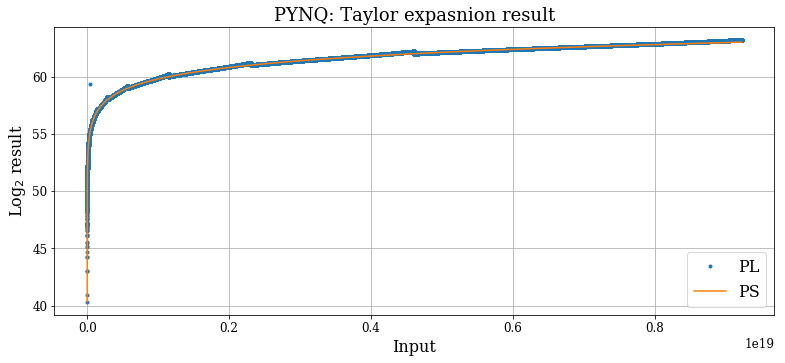 PYNQ: Taylor expasnion result
Log₂ result
60
55
50
45
40
0.0 0.2 0.4 0.6 0.8
1e19
Input
PL
PS